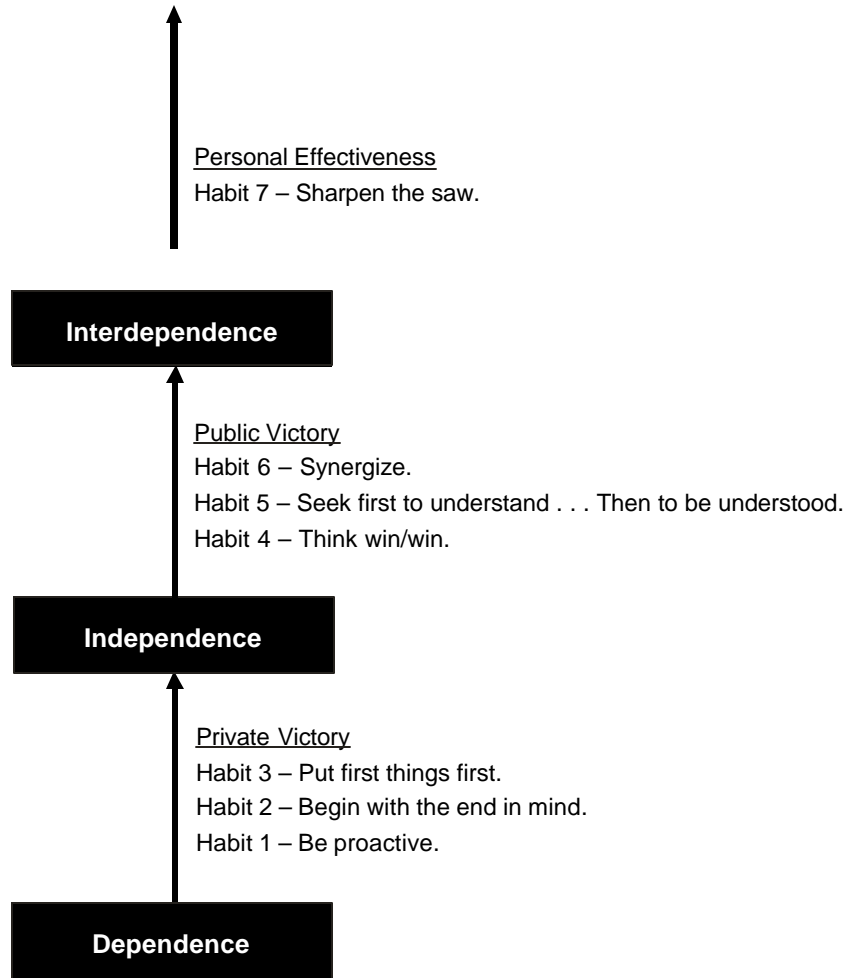 Personal Effectiveness
Habit 7 – Sharpen the saw.
Interdependence
Public Victory
Habit 6 – Synergize.
Habit 5 – Seek first to understand . . . Then to be understood.
Habit 4 – Think win/win.
Independence
Private Victory
Habit 3 – Put first things first.
Habit 2 – Begin with the end in mind.
Habit 1 – Be proactive.
Dependence